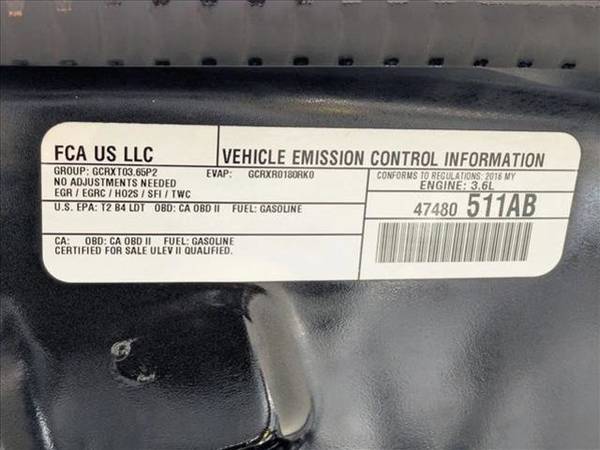 FCA US LLC
VEHICLE EMISSION CONTROL INFORMATION
GROUP: GCRXT03.65P2 EVAP: GCRXR0180RK0
CONFORMS TO REGULATIONS: 2016 MY
NO ADJUSTMENTS NEEDED
ENGINE: 3.6L
EGR / EGRC / HO2S / SFI / TWC
U.S. EPA: T2 B4 LDT OBD: CA OBD II FUEL: GASOLINE
47480 511AB
CA: OBD: CA OBD II FUEL: GASOLINE
CERTIFIED FOR SALE ULEV II QUALIFIED.